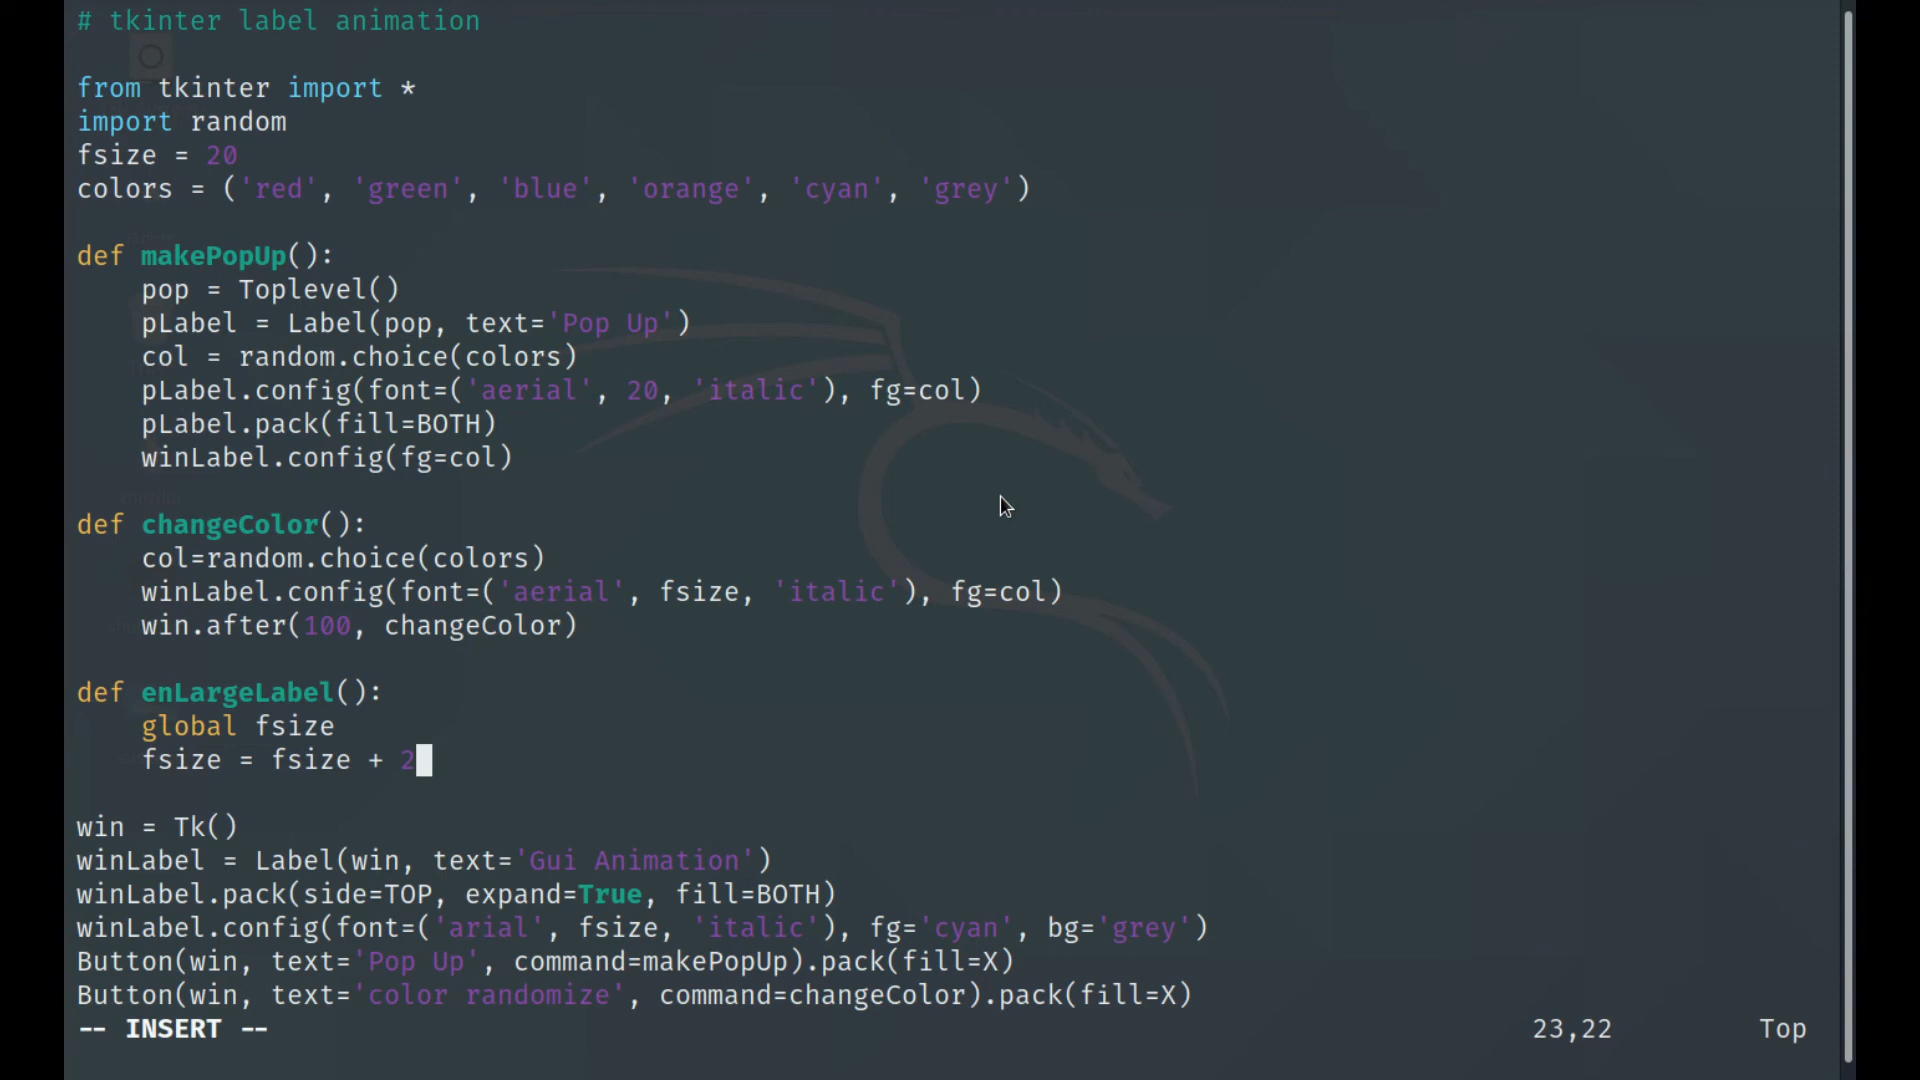 # tkinter label animation
from tkinter import *
import random
fsize = 20
colors = ('red', 'green', 'blue', 'orange', 'cyan', 'grey')
def makePopUp():
    pop = Toplevel()
    pLabel = Label(pop, text='Pop Up')
    col = random.choice(colors)
    pLabel.config(font=('aerial', 20, 'italic'), fg=col)
    pLabel.pack(fill=BOTH)
    winLabel.config(fg=col)
def changeColor():
    col=random.choice(colors)
    winLabel.config(font=('aerial', fsize, 'italic'), fg=col)
    win.after(100, changeColor)
def enLargeLabel():
    global fsize
    fsize = fsize + 2
win = Tk()
winLabel = Label(win, text='Gui Animation')
winLabel.pack(side=TOP, expand=True, fill=BOTH)
winLabel.config(font=('arial', fsize, 'italic'), fg='cyan', bg='grey')
Button(win, text='Pop Up', command=makePopUp).pack(fill=X)
Button(win, text='color randomize', command=changeColor).pack(fill=X)
-- INSERT -- 23,22 Top